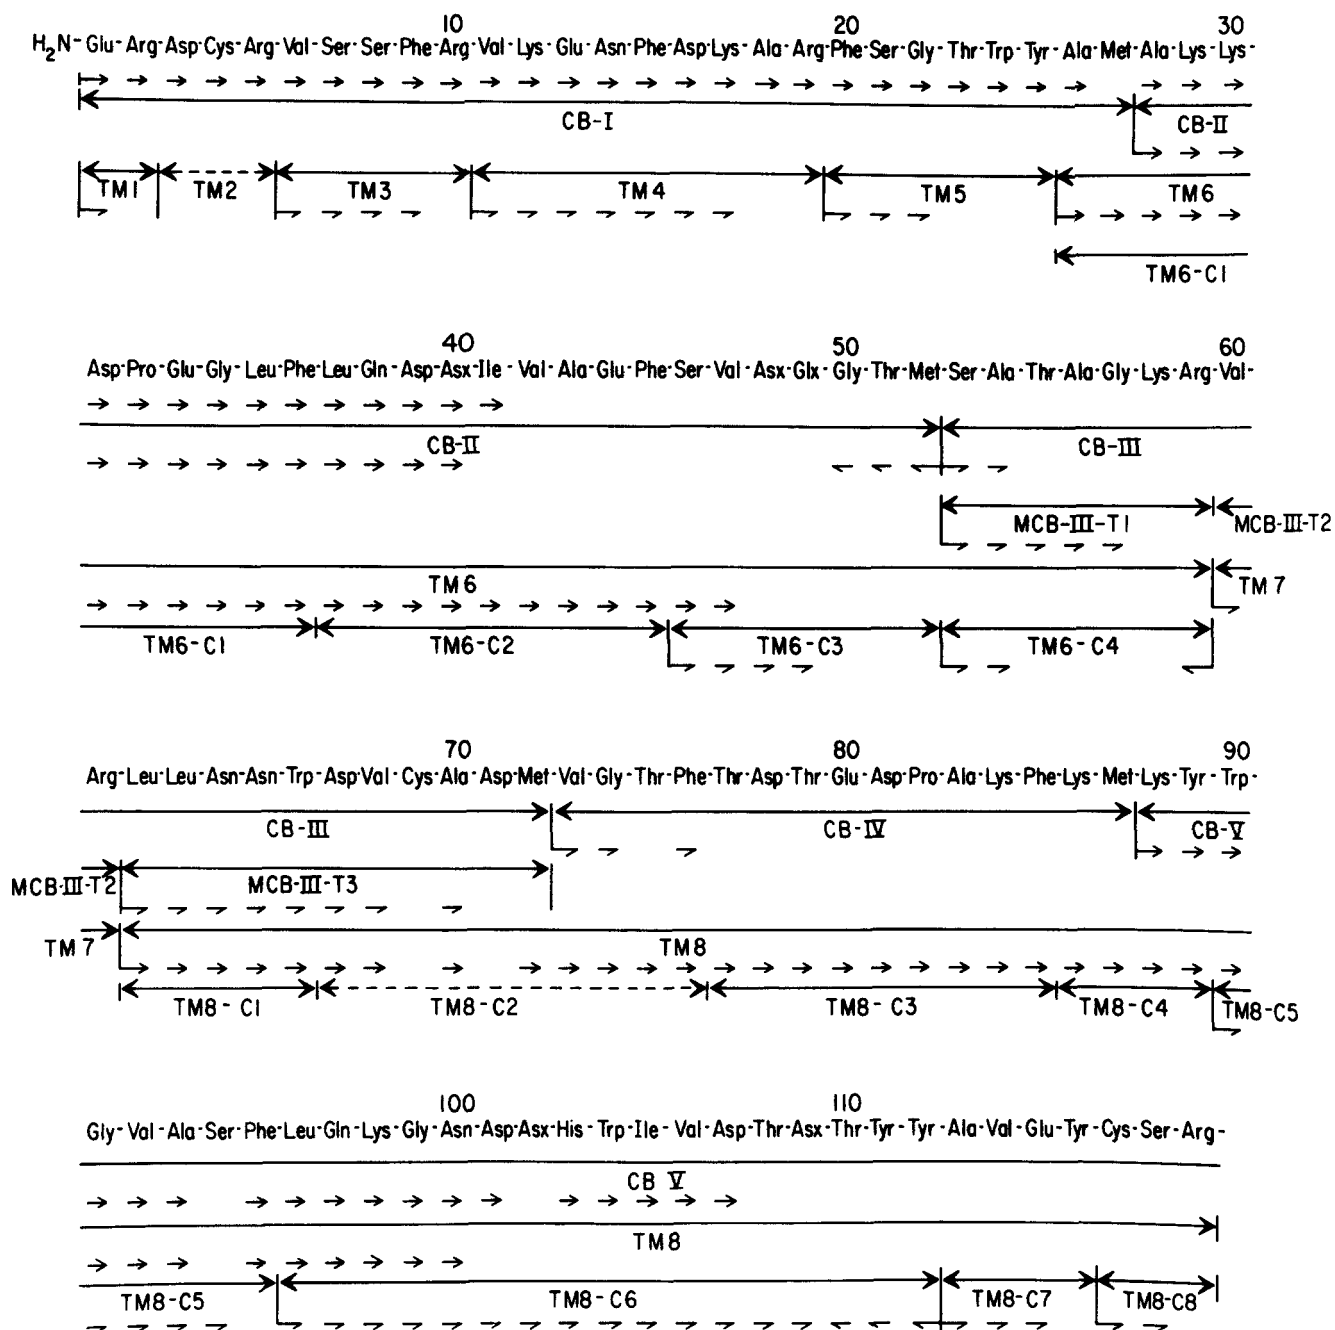 10 20 30
H2N- Glu- Arg- Asp- Cys- Arg- Val- Ser- Ser- Phe- Arg- Val- Lys- Glu- Asn- Phe- Asp- Lys- Ala- Arg- Phe- Ser- Gly- Thr- Trp- Tyr- Ala- Met- Ala- Lys- Lys-
CB-I CB-II
TM1 TM2 TM3 TM4 TM5 TM6
TM6-C1
40 50 60
Asp- Pro- Glu- Gly- Leu- Phe- Leu- Gln- Asp- Asx- Ile- Val- Ala- Glu- Phe- Ser- Val- Asx- Glx- Gly- Thr- Met- Ser- Ala- Thr- Ala- Gly- Lys- Arg- Val-
CB-II CB-III
MCB-III-T1 MCB-III-T2
TM6 TM7
TM6-C1 TM6-C2 TM6-C3 TM6-C4
70 80 90
Arg- Leu- Leu- Asn- Asn- Trp- Asp- Val- Cys- Ala- Asp- Met- Val- Gly- Thr- Phe- Thr- Asp- Thr- Glu- Asp- Pro- Ala- Lys- Phe- Lys- Met- Lys- Tyr- Trp-
CB-III CB-IV CB-V
MCB-III-T2 MCB-III-T3
TM7 TM8
TM8-C1 TM8-C2 TM8-C3 TM8-C4 TM8-C5
100 110
Gly- Val- Ala- Ser- Phe- Leu- Gln- Lys- Gly- Asn- Asp- Asx- His- Trp- Ile- Val- Asp- Thr- Asx- Thr- Tyr- Tyr- Ala- Val- Glu- Tyr- Cys- Ser- Arg-
CB V
TM8
TM8-C5 TM8-C6 TM8-C7 TM8-C8